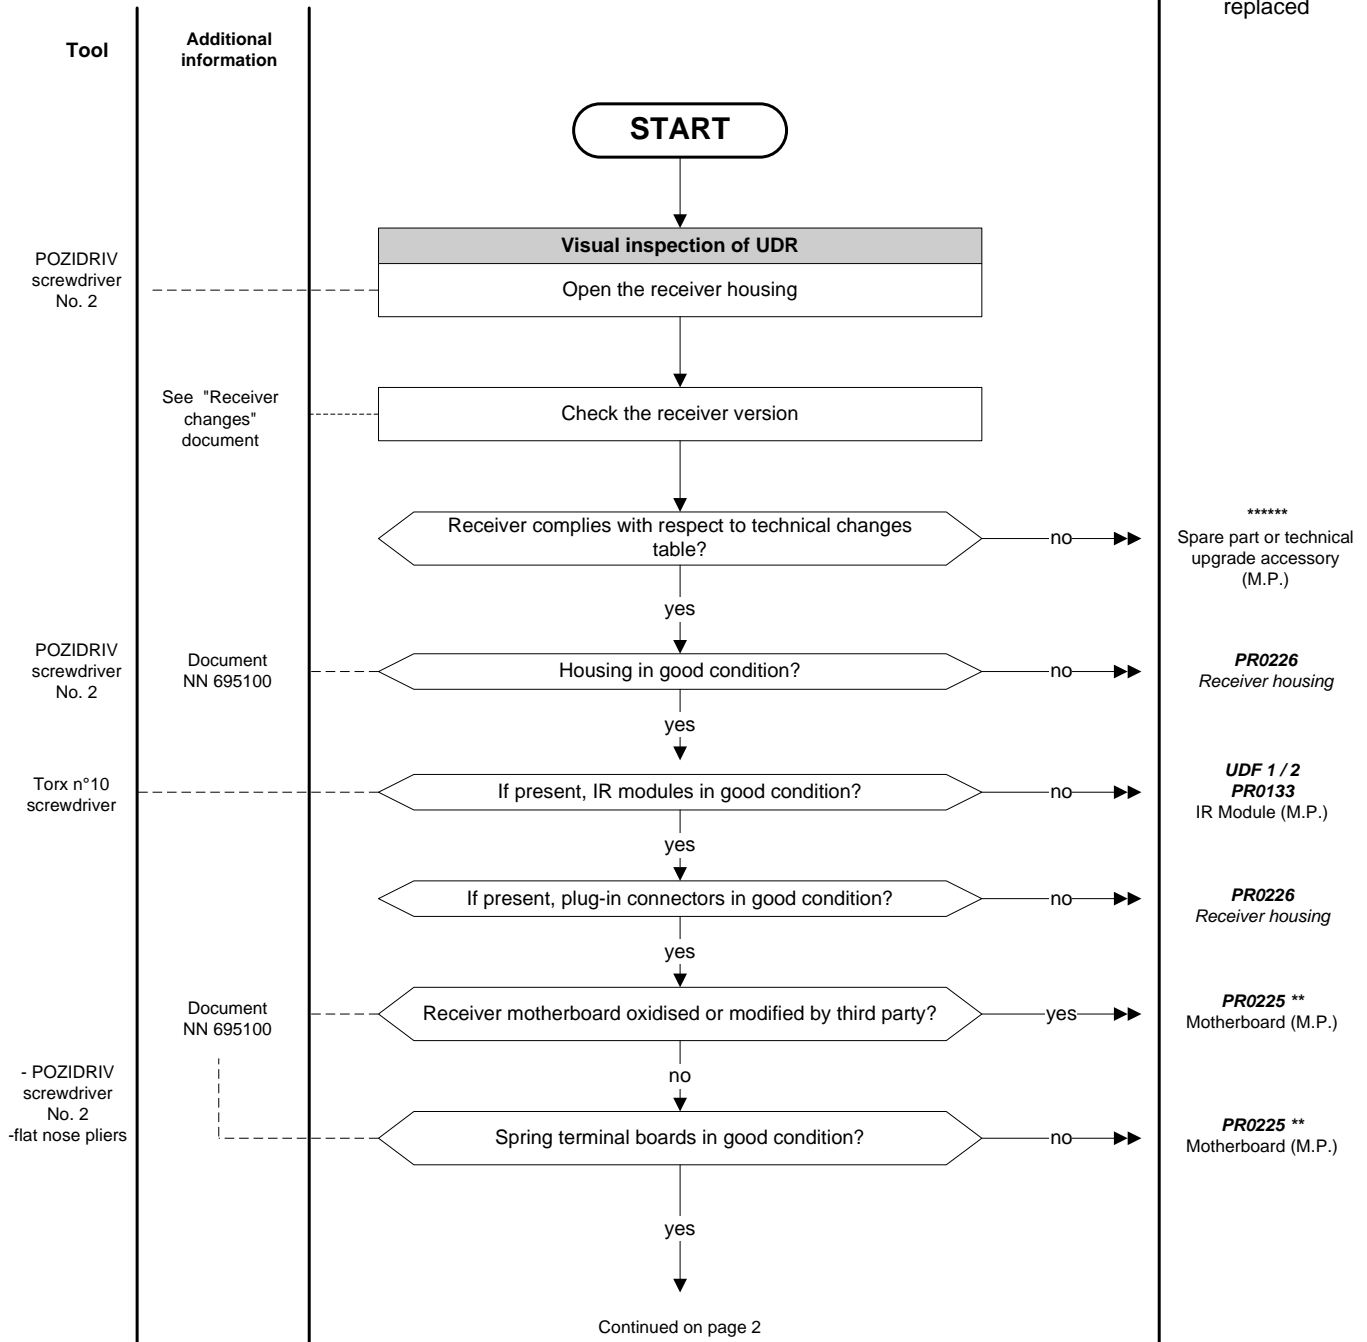 replaced
Tool
Additional
information
START
Visual inspection of UDR
POZIDRIV
screwdriver
No. 2
Open the receiver housing
See "Receiver
changes"
document
Check the receiver version
Receiver complies with respect to technical changes
table?
no
******
Spare part or technical
upgrade accessory
(M.P.)
yes
POZIDRIV
screwdriver
No. 2
Document
NN 695100
Housing in good condition?
no
PR0226
Receiver housing
yes
Torx n°10
screwdriver
If present, IR modules in good condition?
no
UDF 1 / 2
PR0133
IR Module (M.P.)
yes
If present, plug-in connectors in good condition?
no
PR0226
Receiver housing
yes
Document
NN 695100
Receiver motherboard oxidised or modified by third party?
yes
PR0225 **
Motherboard (M.P.)
no
- POZIDRIV
screwdriver
No. 2
-flat nose pliers
Spring terminal boards in good condition?
no
PR0225 **
Motherboard (M.P.)
yes
Continued on page 2